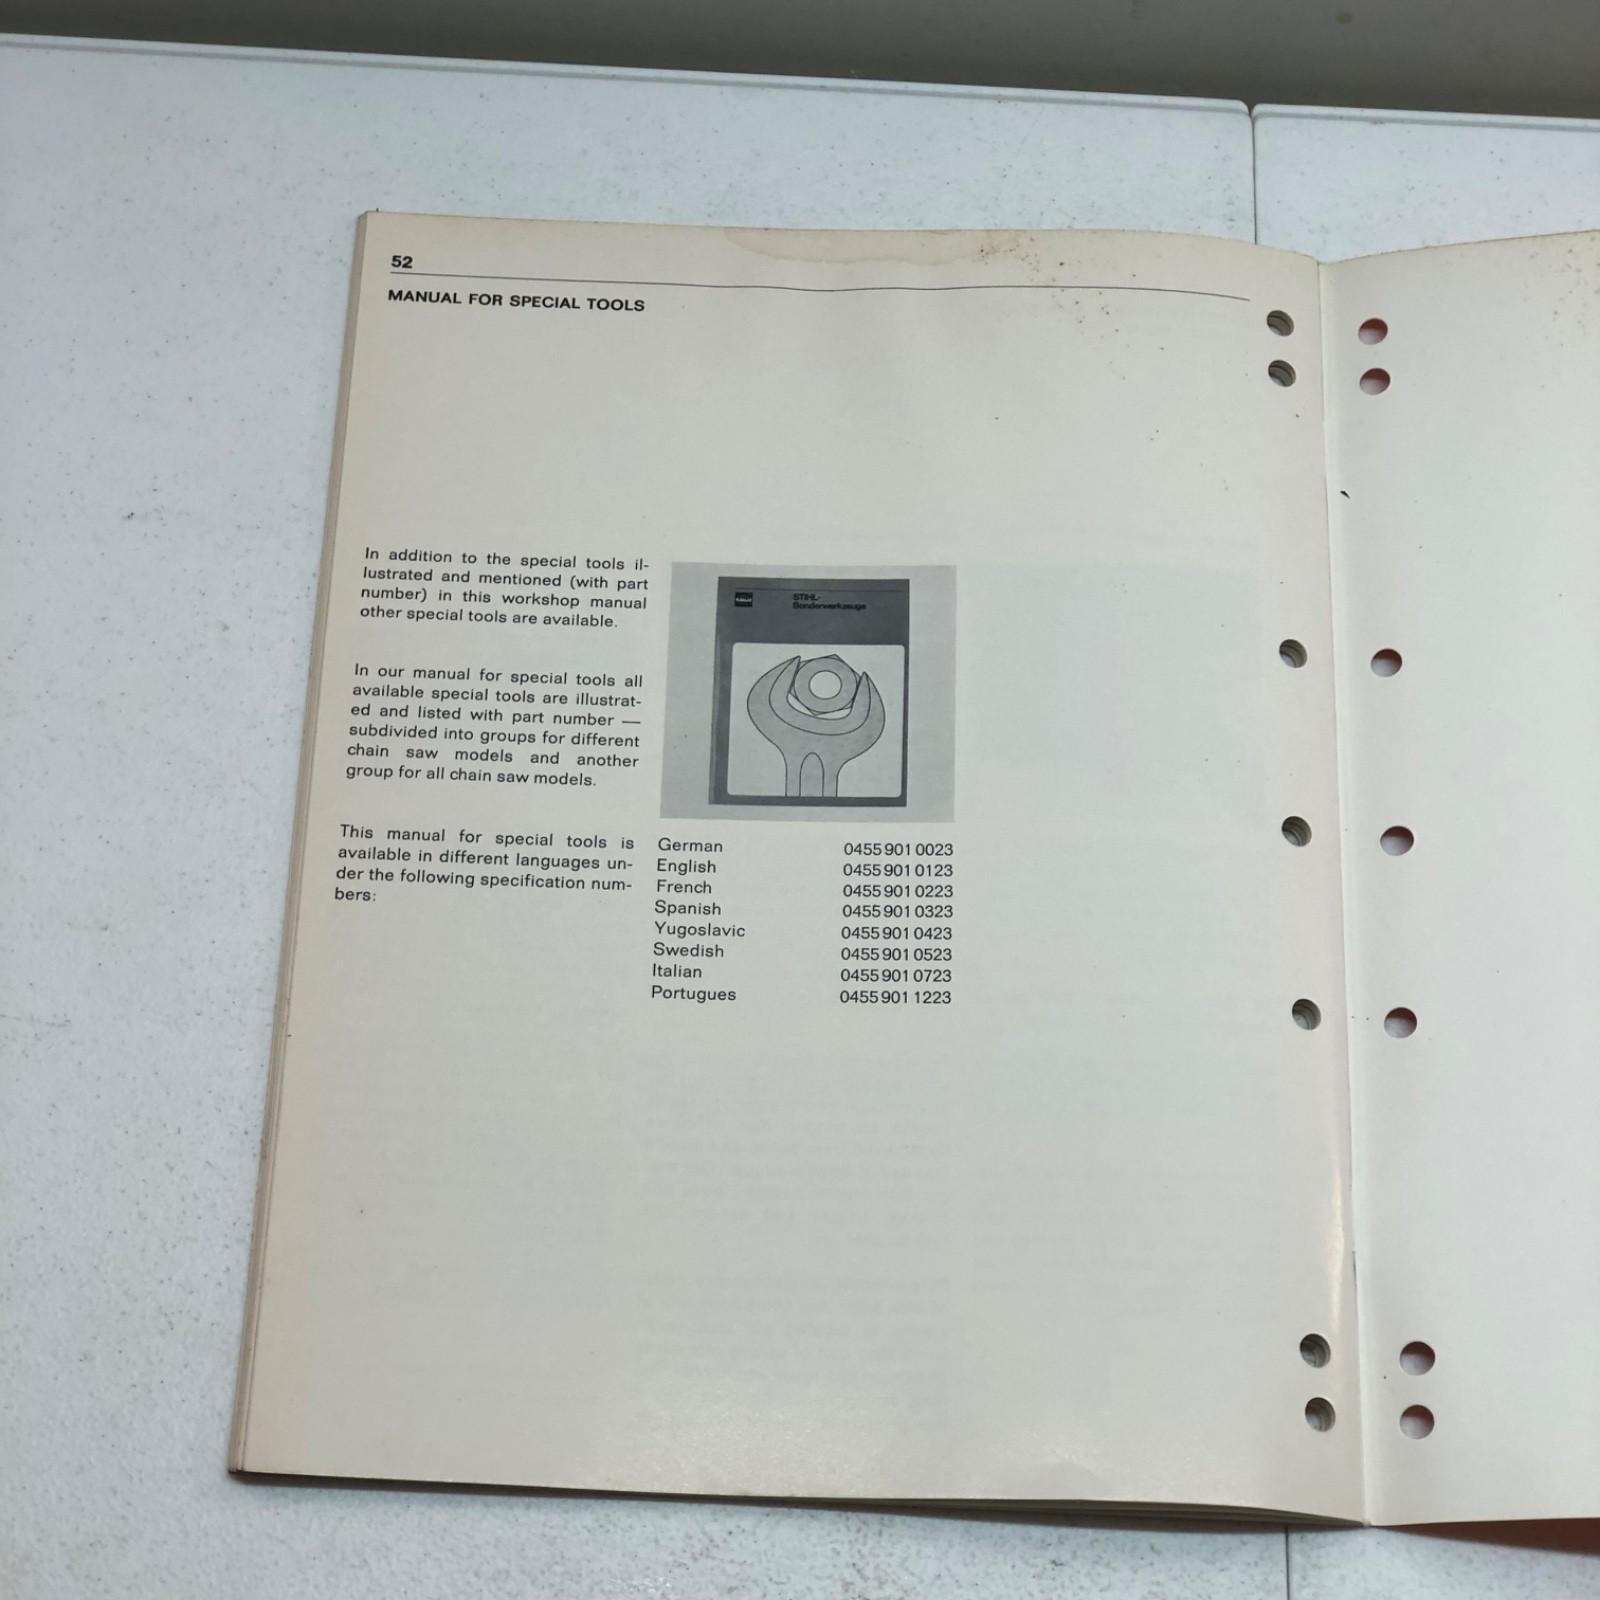 52
MANUAL FOR SPECIAL TOOLS
In addition to the special tools il-
lustrated and mentioned (with part
number) in this workshop manual
other special tools are available.
In our manual for special tools all
available special tools are illustrat-
ed and listed with part number —
subdivided into groups for different
chain saw models and another
group for all chain saw models.
This manual for special tools is
available in different languages un-
der the following specification num-
bers:
STIHL-
Sonderwerkzeuge
German 0455 901 0023
English 0455 901 0123
French 0455 901 0223
Spanish 0455 901 0323
Yugoslavic 0455 901 0423
Swedish 0455 901 0523
Italian 0455 901 0723
Portugues 0455 901 1223